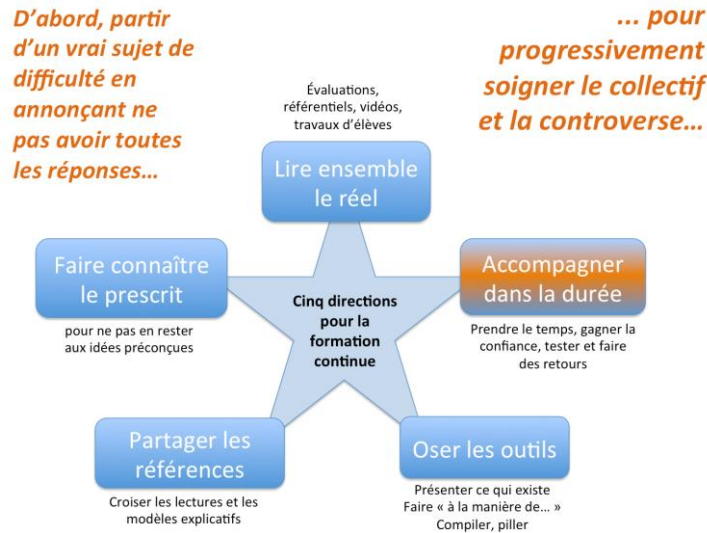 D’abord, partir
d’un vrai sujet de
difficulté en
annonçant ne
pas avoir toutes
les réponses…
... pour
progressivement
soigner le collectif
et la controverse…
Évaluations,
référentiels, vidéos,
travaux d’élèves
Lire ensemble
le réel
Faire connaître
le prescrit
pour ne pas en rester
aux idées préconçues
Cinq directions
pour la
formation
continue
Accompagner
dans la durée
Prendre le temps, gagner la
confiance, tester et faire
des retours
Partager les
références
Croiser les lectures et les
modèles explicatifs
Oser les outils
Présenter ce qui existe
Faire « à la manière de… »
Compiler, piller